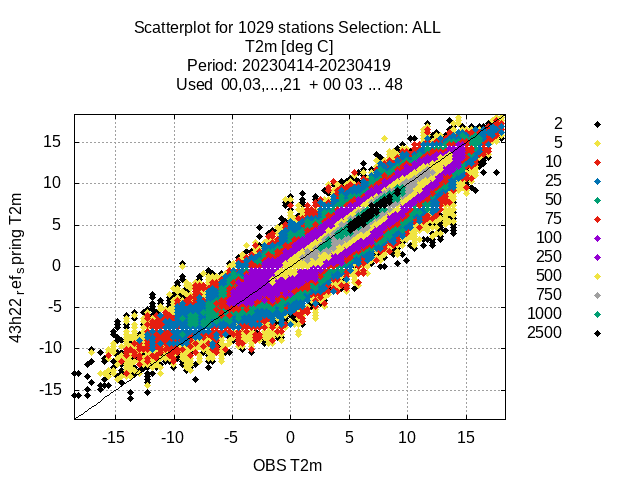 Scatterplot for 1029 stations Selection: ALL
T2m [deg C]
Period: 20230414-20230419
Used 00,03,...,21 + 00 03 ... 48
43h22_ref_spring T2m
15
10
5
0
-5
-10
-15
-15 -10 -5 0 5 10 15
OBS T2m
2
5
10
25
50
75
100
250
500
750
1000
2500